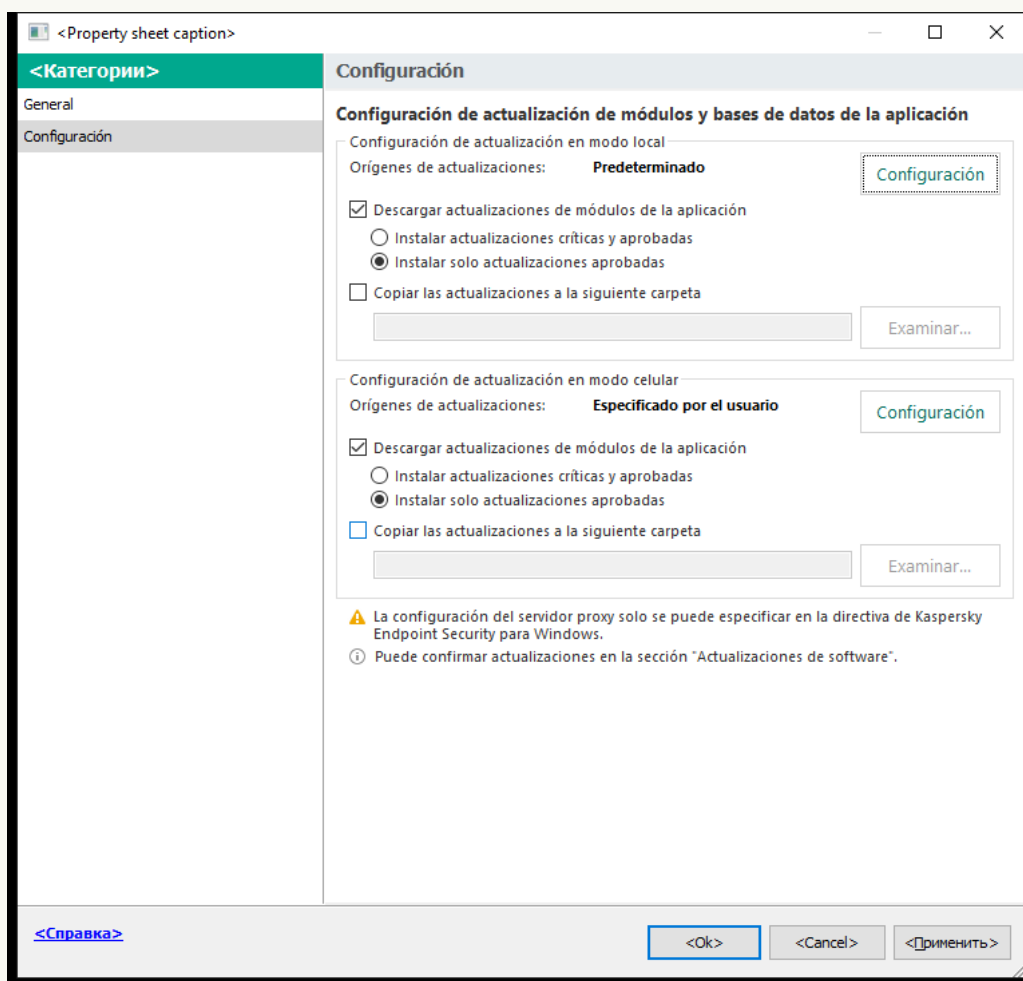 <Property sheet caption>
<Категории>
General
Configuración
Configuración
Configuración de actualización de módulos y bases de datos de la aplicación
Configuración de actualización en modo local
Orígenes de actualizaciones: Predeterminado
Configuración
Descargar actualizaciones de módulos de la aplicación
Instalar actualizaciones críticas y aprobadas
Instalar solo actualizaciones aprobadas
Copiar las actualizaciones a la siguiente carpeta
Examinar...
Configuración de actualización en modo celular
Orígenes de actualizaciones: Especificado por el usuario
Configuración
Descargar actualizaciones de módulos de la aplicación
Instalar actualizaciones críticas y aprobadas
Instalar solo actualizaciones aprobadas
Copiar las actualizaciones a la siguiente carpeta
Examinar...
La configuración del servidor proxy solo se puede especificar en la directiva de Kaspersky
Endpoint Security para Windows.
Puede confirmar actualizaciones en la sección "Actualizaciones de software".
<Справка>
<Ok>
<Cancel>
<Применить>